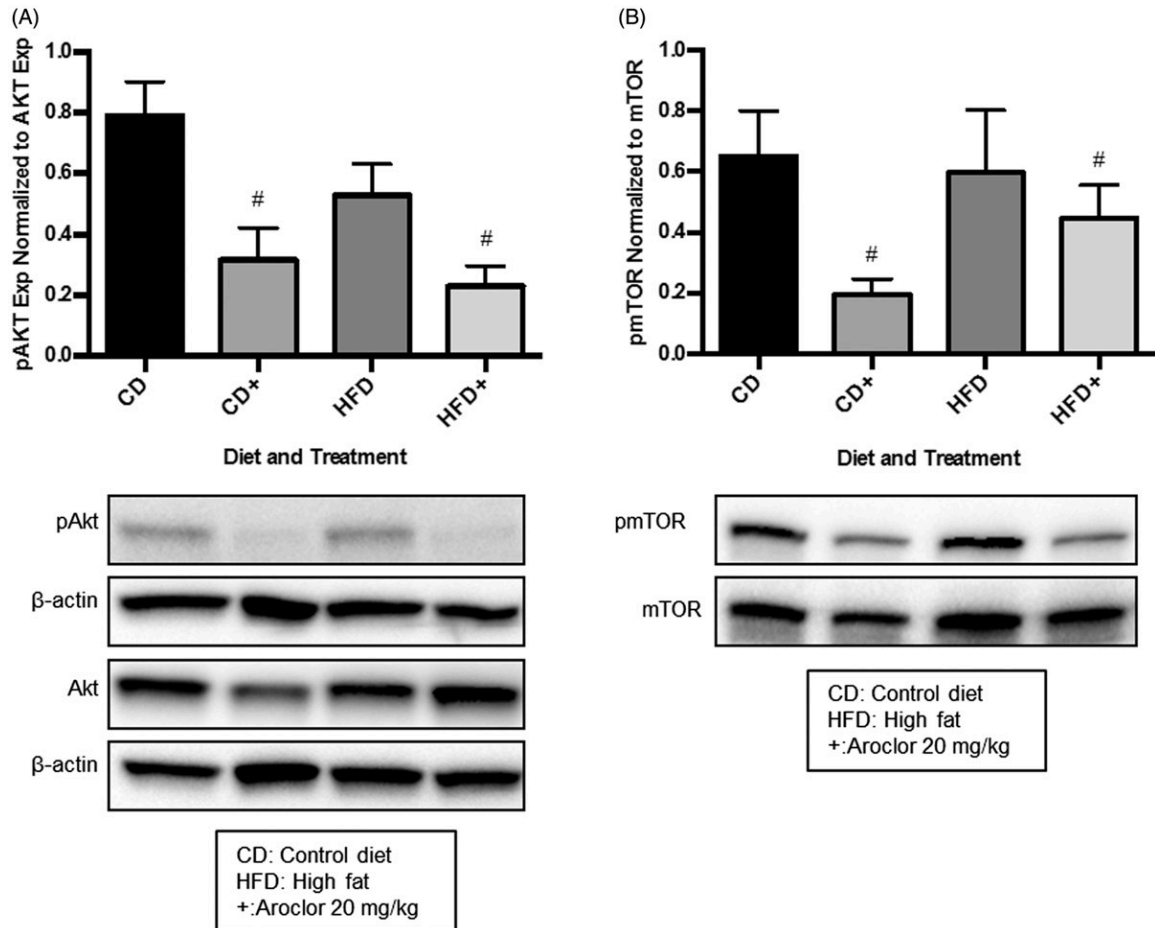 (A)
pAKT Exp Normalized to AKT Exp
1.0
0.8
0.6
0.4
0.2
0.0
#
#
CD
CD+
HFD
HFD+
Diet and Treatment
pAkt
β-actin
Akt
β-actin
CD: Control diet
HFD: High fat
+:Aroclor 20 mg/kg
(B)
pmTOR Normalized to mTOR
1.0
0.8
0.6
0.4
0.2
0.0
#
#
CD
CD+
HFD
HFD+
Diet and Treatment
pmTOR
mTOR
CD: Control diet
HFD: High fat
+:Aroclor 20 mg/kg